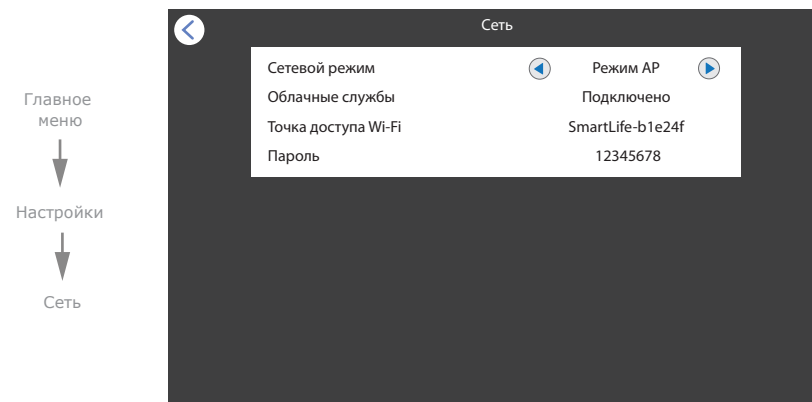 Сеть
Сетевой режим Режим AP
Облачные службы Подключено
Точка доступа Wi-Fi SmartLife-b1e24f
Пароль 12345678
Главное
меню
Настройки
Сеть